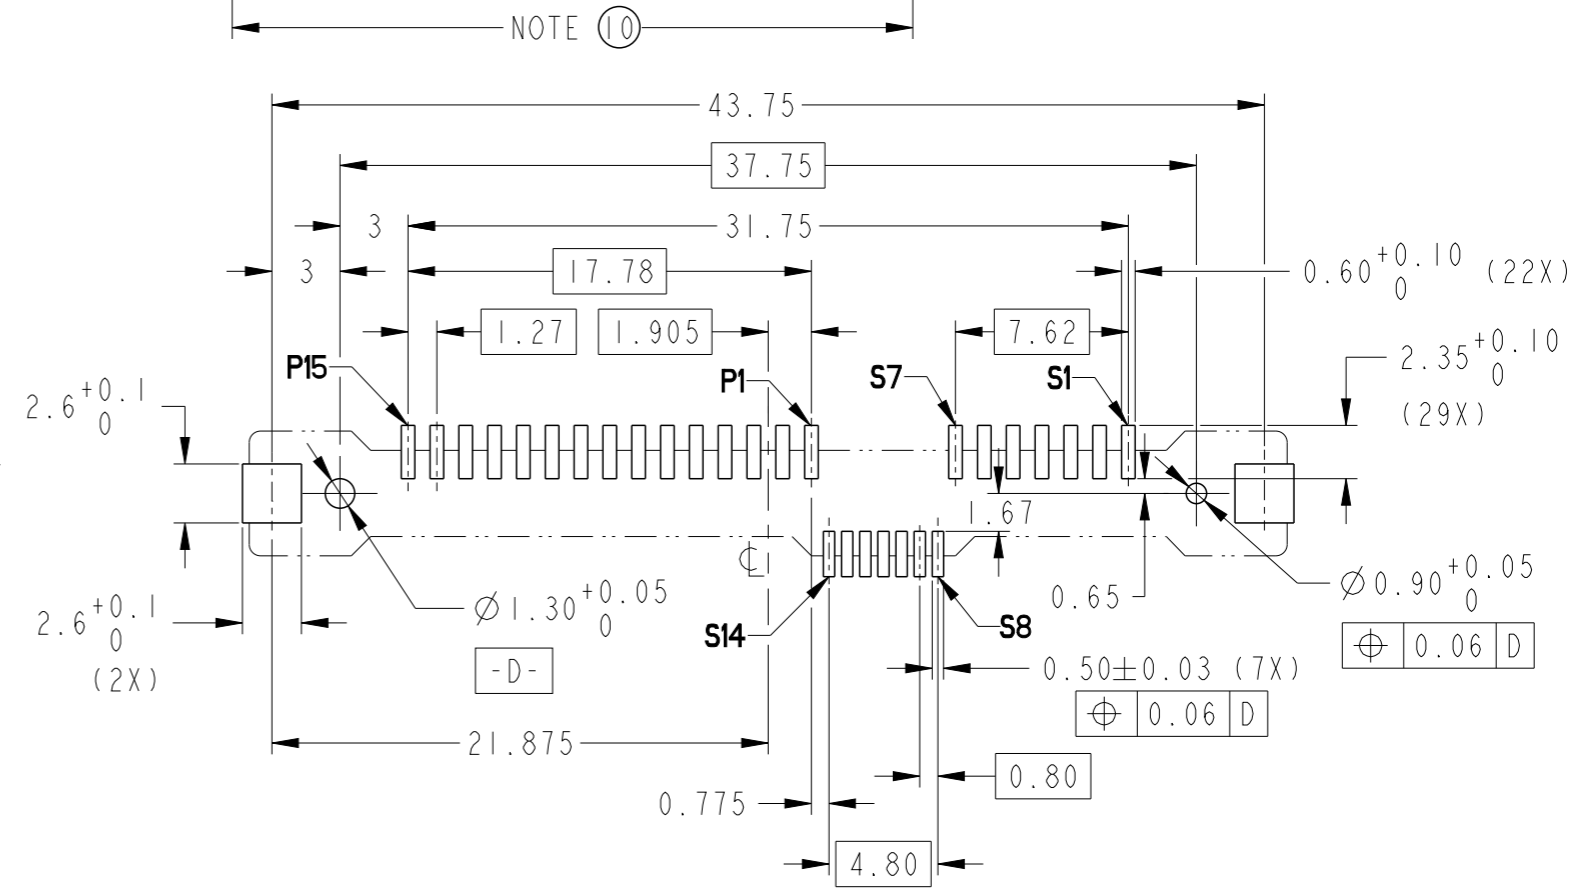 NOTE 10
43.75
37.75
3
31.75
3
17.78
0.60 +0.10 0 (22X)
1.27
1.905
7.62
2.35 +0.10 0
(29X)
P15
P1
S7
S1
2.6 +0.1 0
1.67
℄
2.6 +0.1 0
(2X)
Ø1.30 +0.05 0
-D-
S14
S8
0.65
Ø0.90 +0.05 0
⌖ 0.06 D
0.50±0.03 (7X)
⌖ 0.06 D
21.875
0.80
0.775
4.80